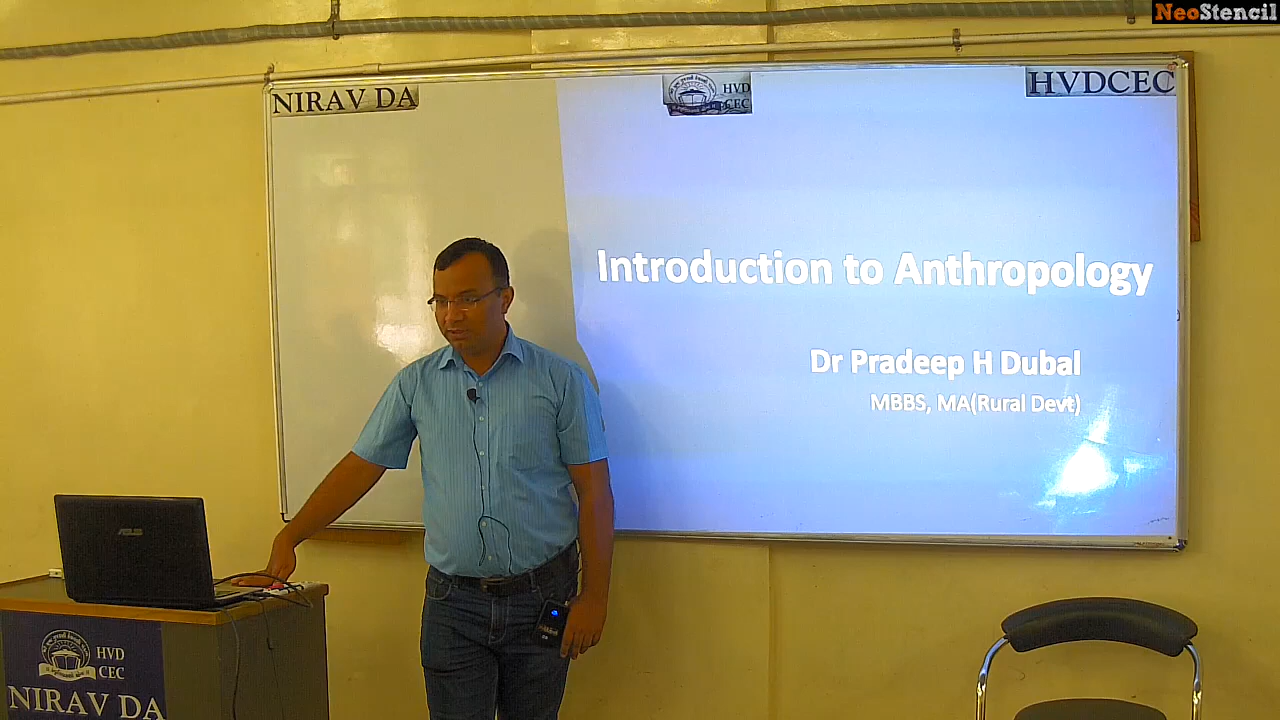 NeoStencil
NIRAV DA
HVD
CEC
HVDCEC
Introduction to Anthropology
Dr Pradeep H Dubal
MBBS, MA(Rural Devt)
ASUS
HVD
CEC
NIRAV DA